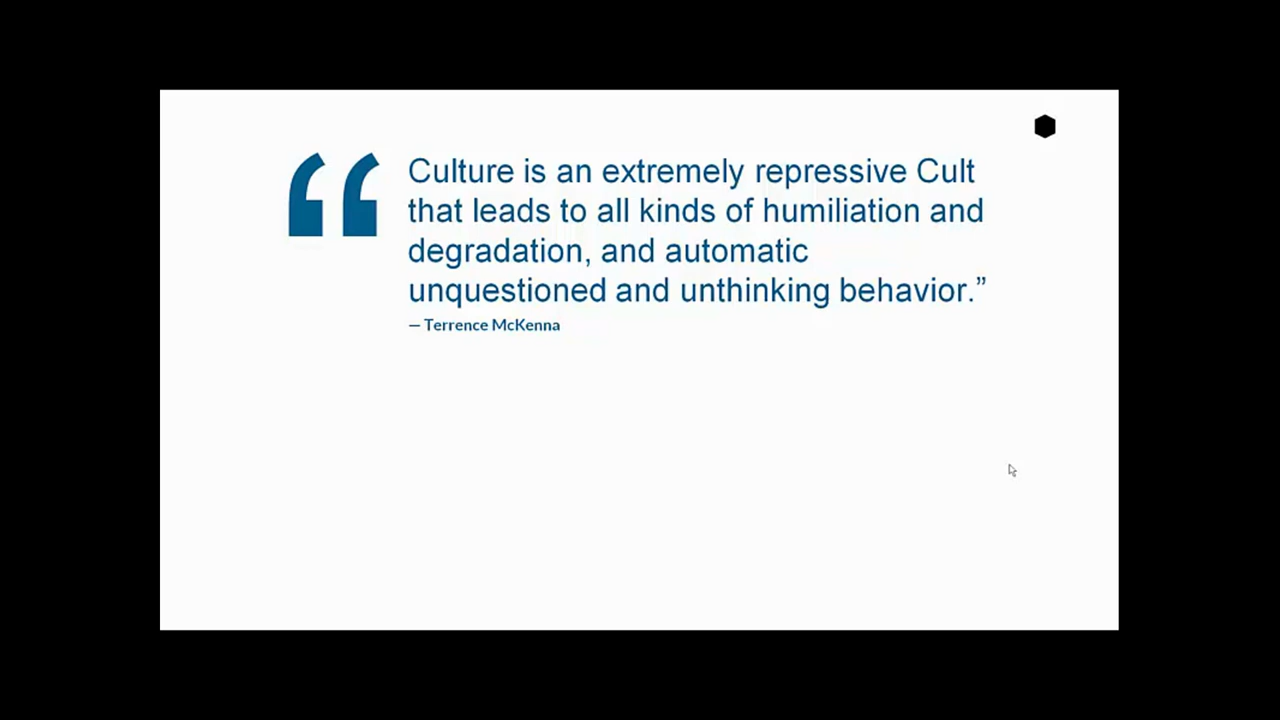 “
Culture is an extremely repressive Cult
that leads to all kinds of humiliation and
degradation, and automatic
unquestioned and unthinking behavior.”
— Terrence McKenna